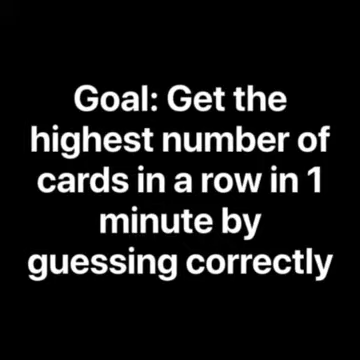 Goal: Get the
highest number of
cards in a row in 1
minute by
guessing correctly